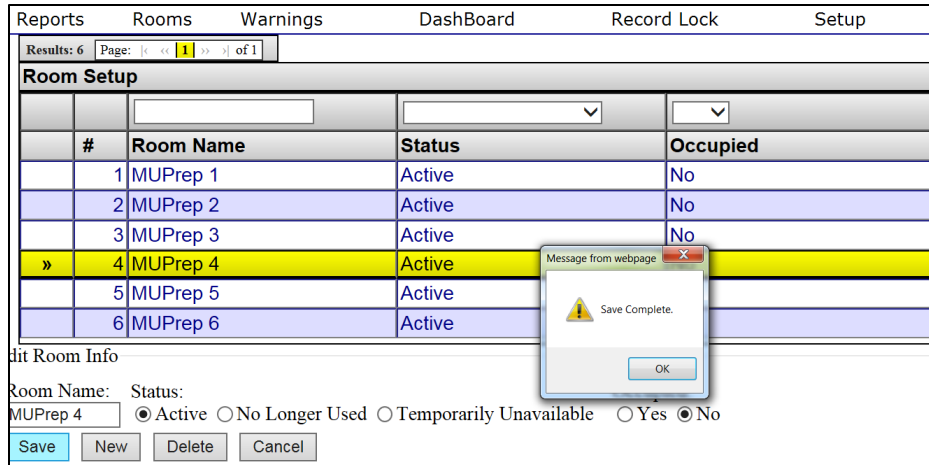 Reports Rooms Warnings DashBoard Record Lock Setup
Results: 6 Page: |‹ ‹‹ 1 ›› ›| of 1
Room Setup
# Room Name Status Occupied
1 MUPrep 1 Active No
2 MUPrep 2 Active No
3 MUPrep 3 Active No
» 4 MUPrep 4 Active
5 MUPrep 5 Active
6 MUPrep 6 Active
Message from webpage X
Save Complete.
OK
dit Room Info
Room Name: Status:
MUPrep 4 Active No Longer Used Temporarily Unavailable Yes No
Save New Delete Cancel